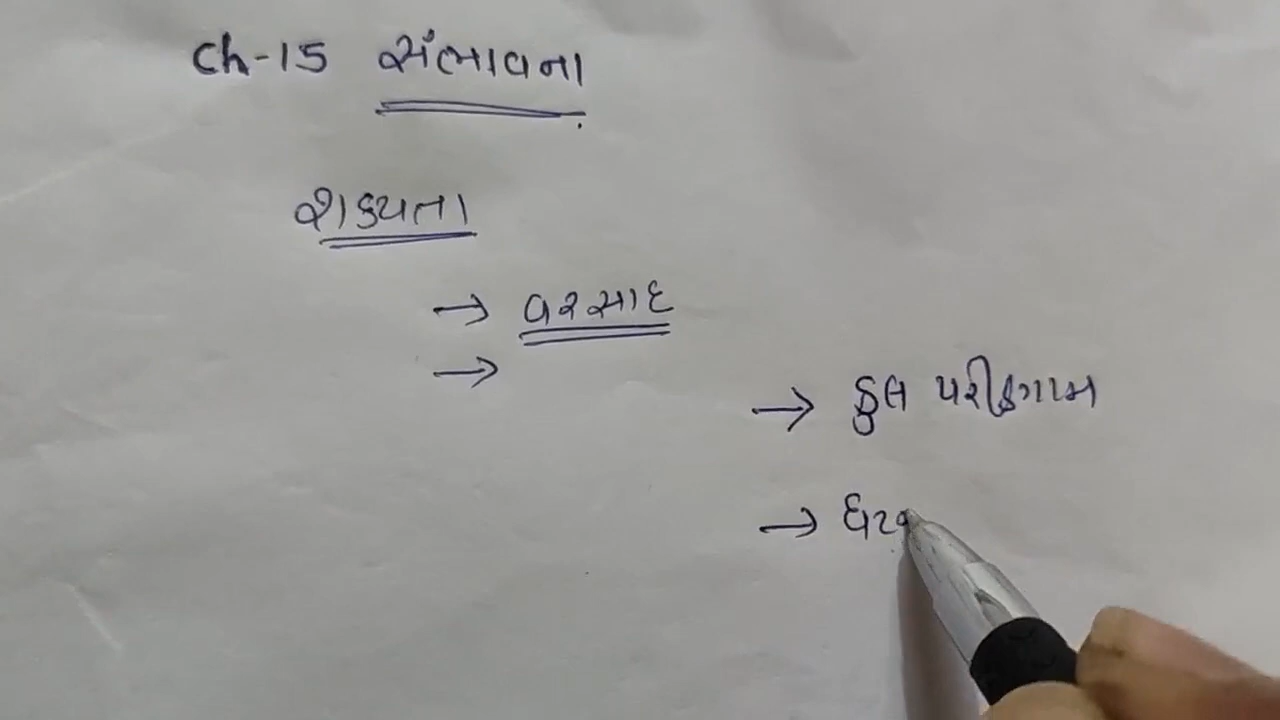 Ch-15 સંભાવના
શક્યતા
→ વરસાદ
→
→ કુલ પરીણામ
→